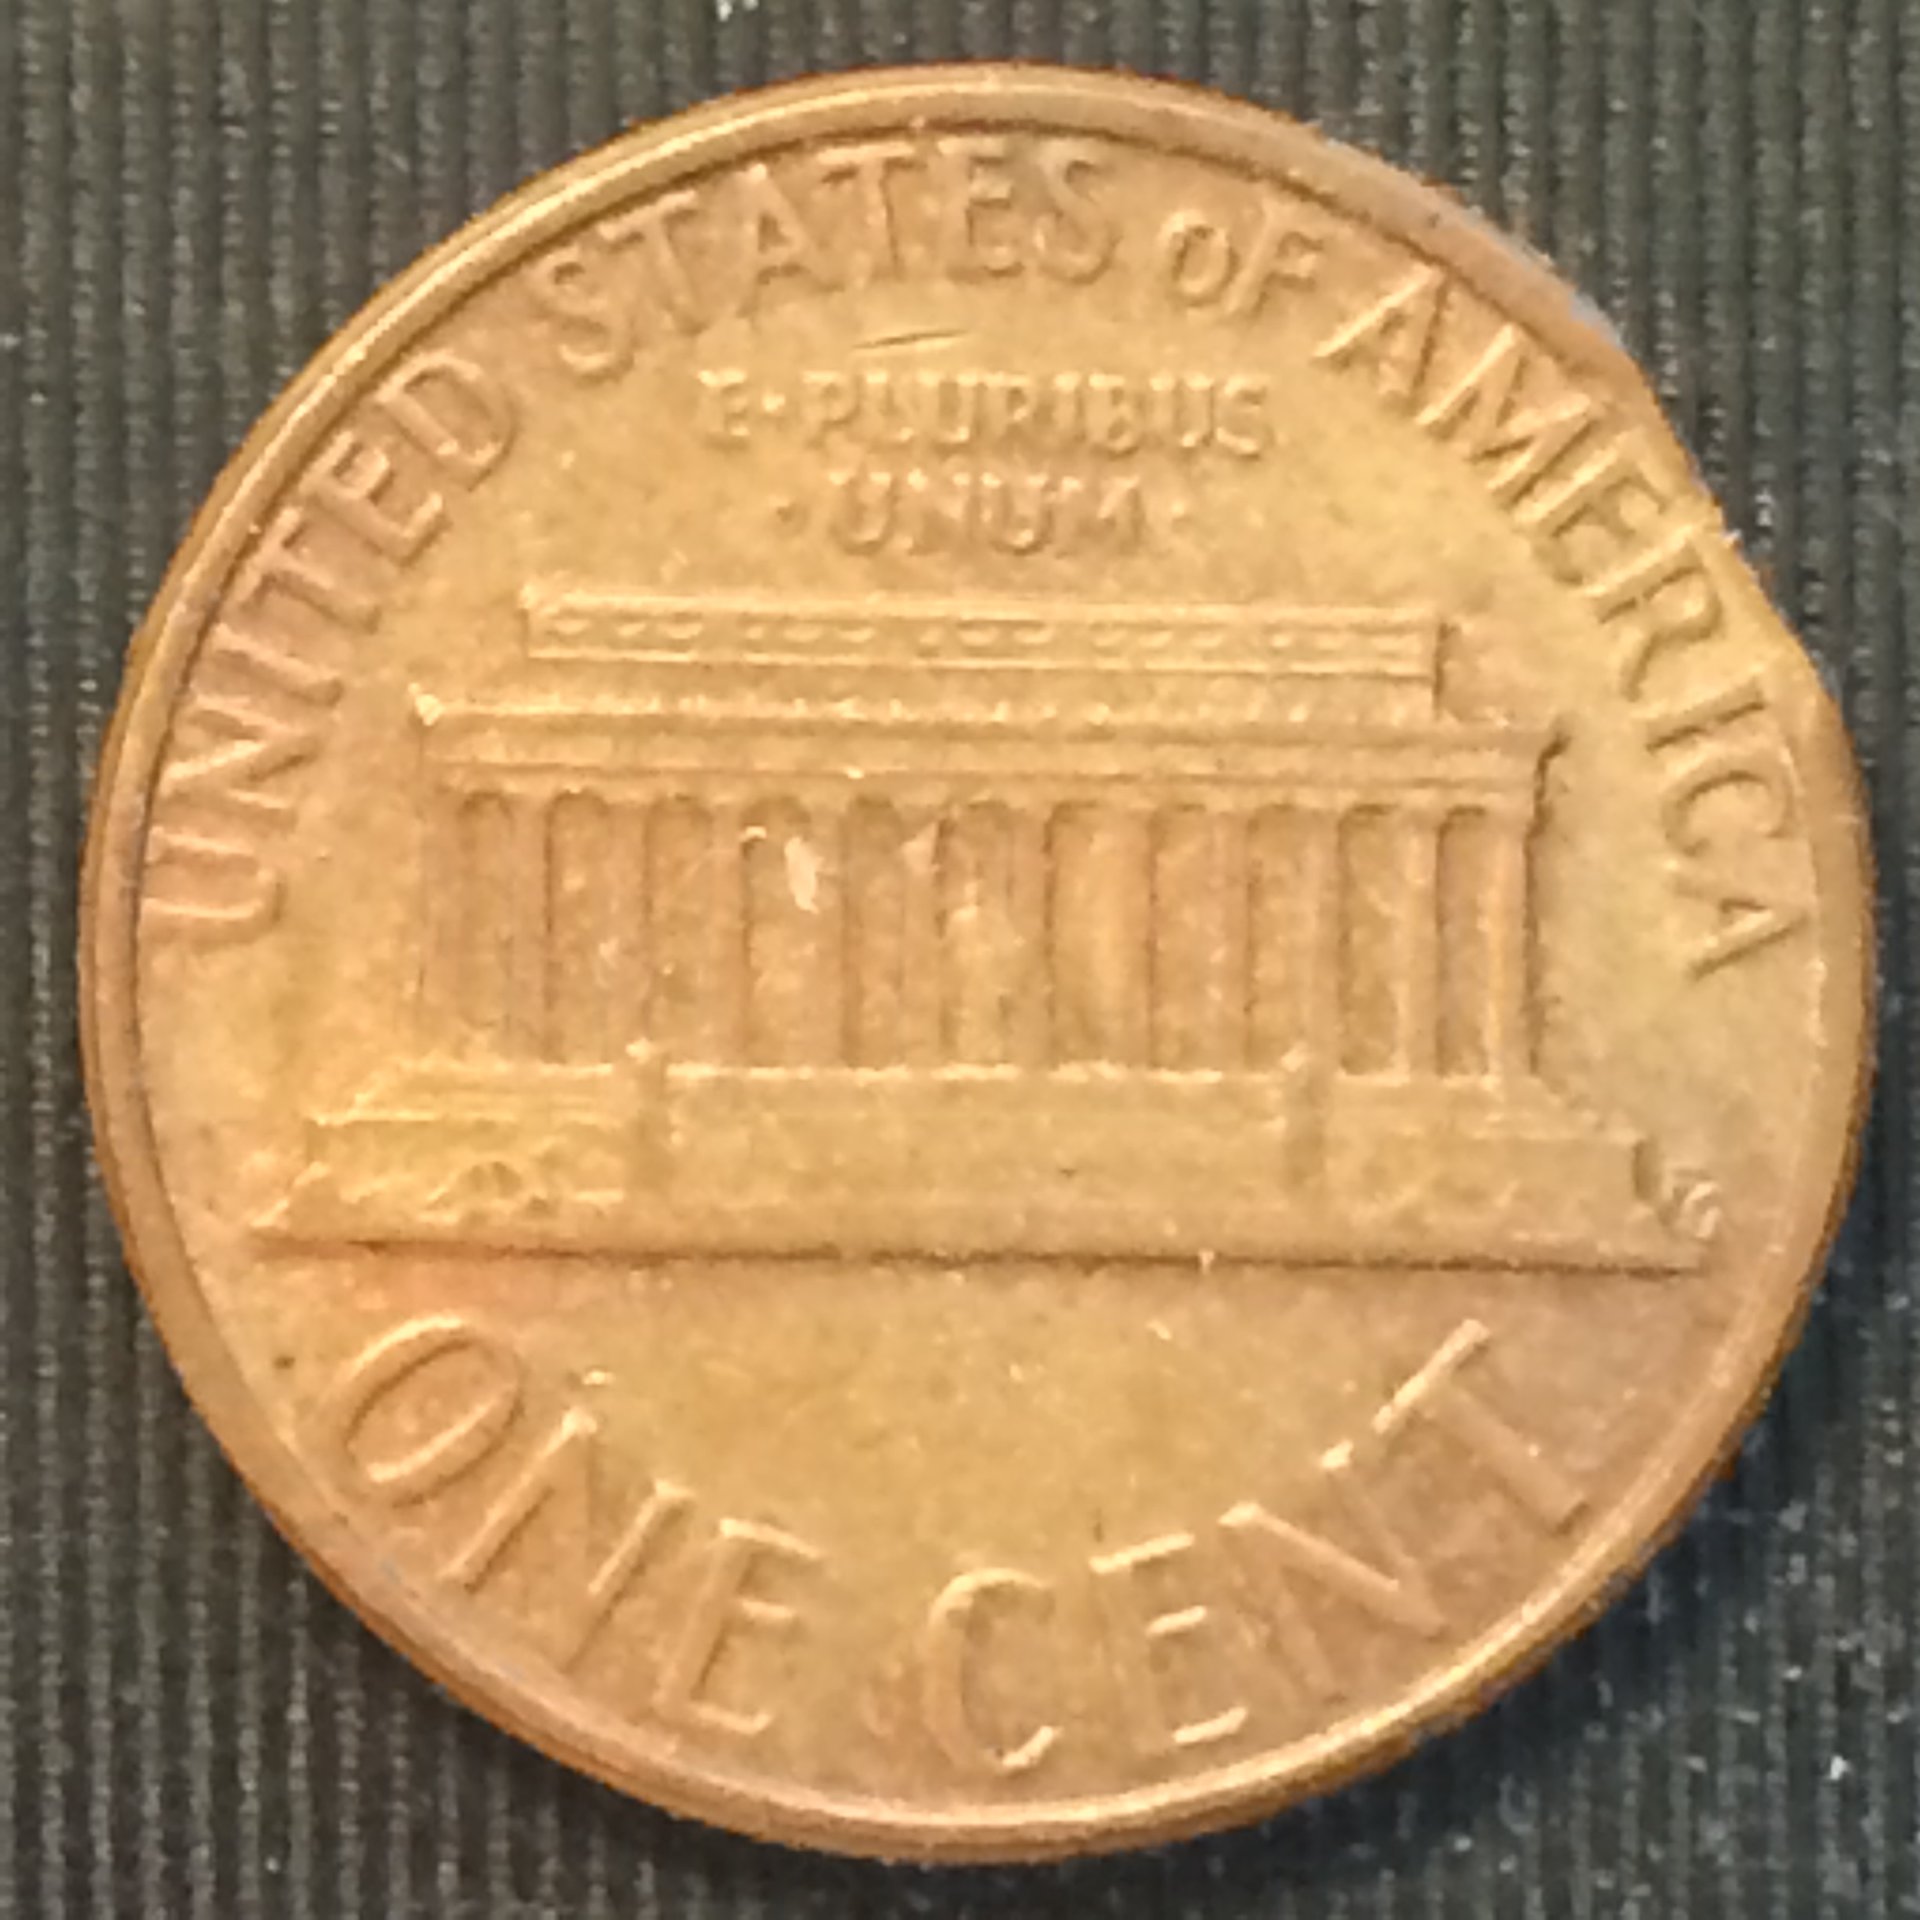 UNITED STATES OF AMERICA
E·PLURIBUS
·UNUM·
ONE CENT